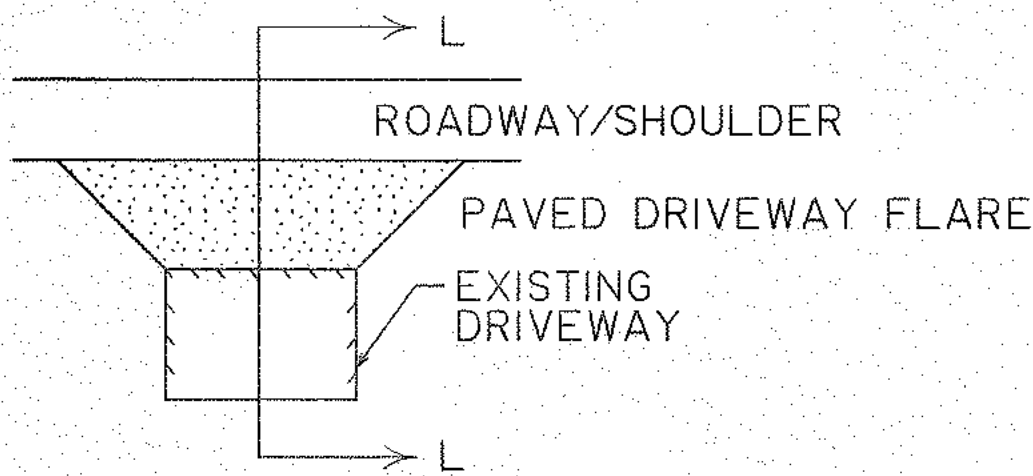 L
ROADWAY/SHOULDER
PAVED DRIVEWAY FLARE
EXISTING
DRIVEWAY
L